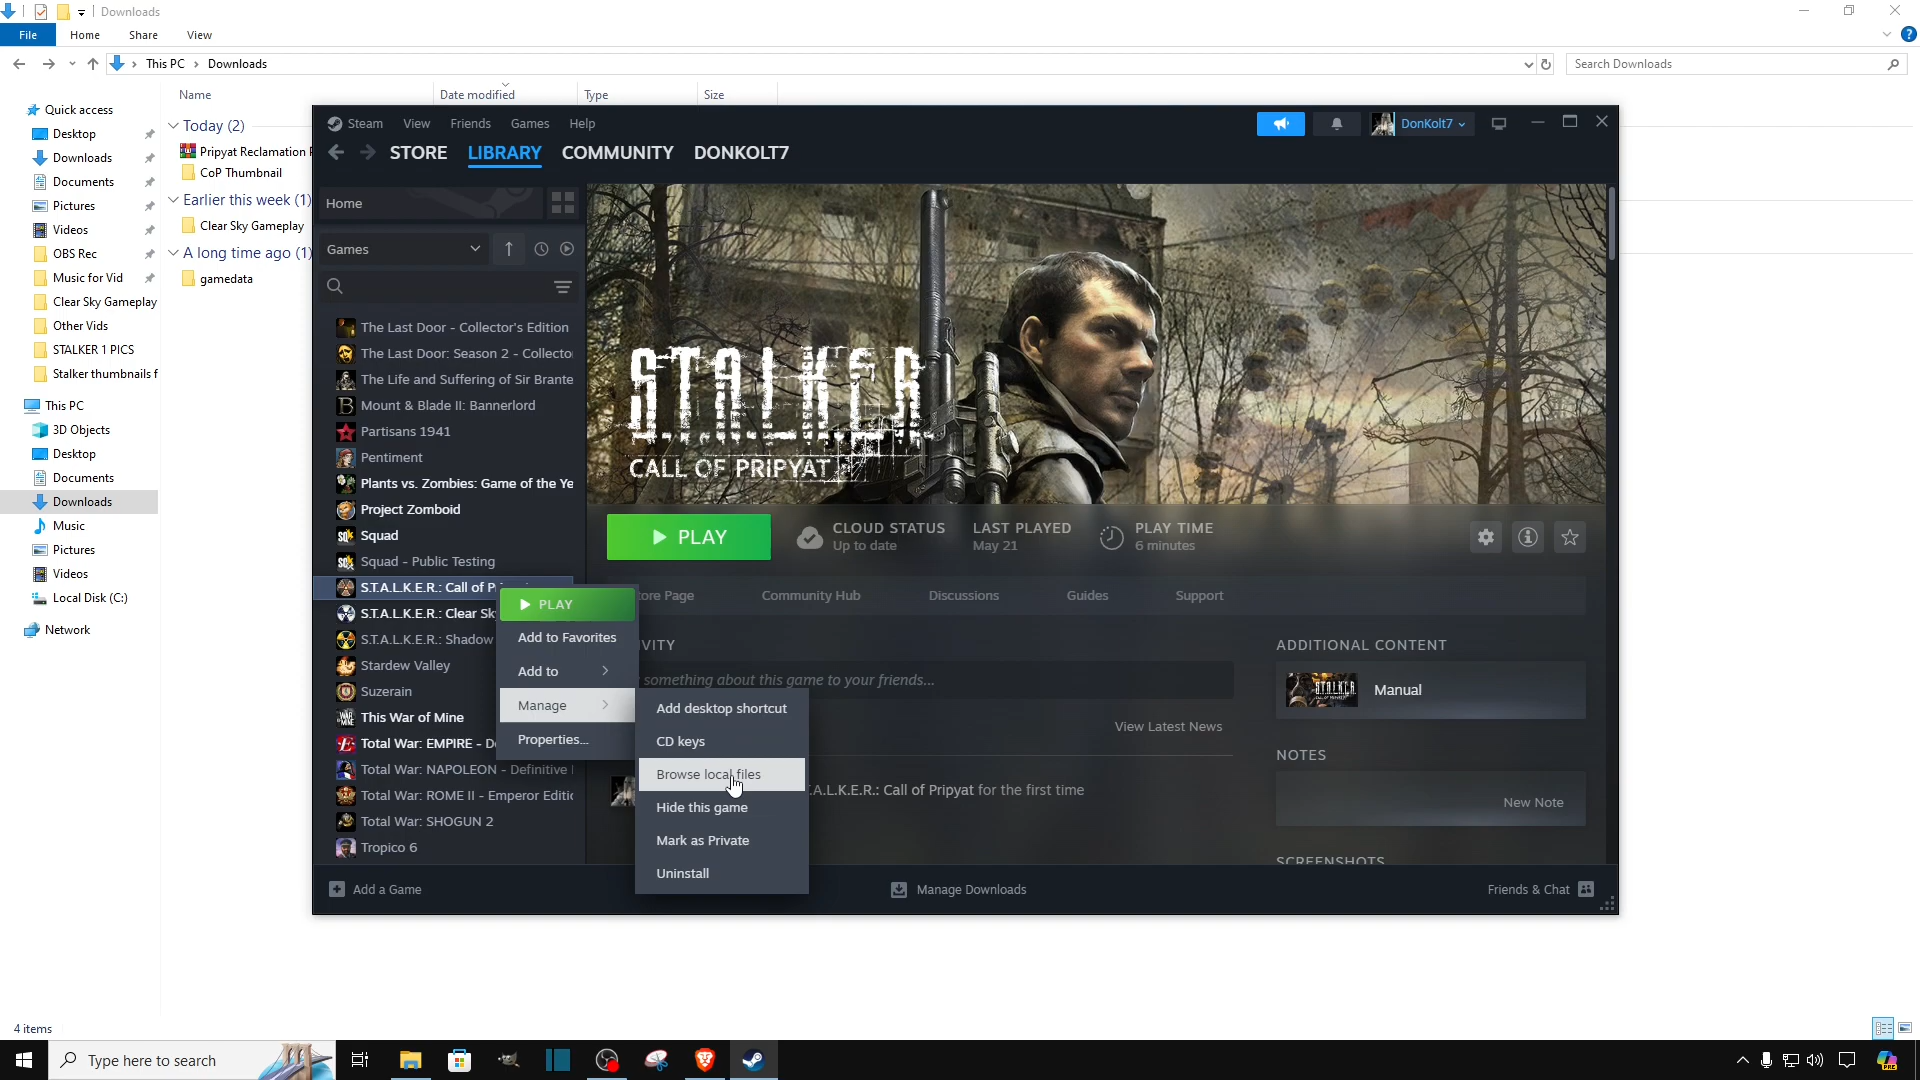 Downloads
File Home Share View
This PC Downloads
Search Downloads
Name Date modified Type Size
Quick access
Desktop
Downloads
Documents
Pictures
Videos
OBS Rec
Music for Vid
Clear Sky Gameplay
Other Vids
STALKER 1 PICS
Stalker thumbnails f
This PC
3D Objects
Desktop
Documents
Downloads
Music
Pictures
Videos
Local Disk (C:)
Network
Today (2)
Pripyat Reclamation
CoP Thumbnail
Earlier this week (1)
Clear Sky Gameplay
A long time ago (1)
gamedata
Steam View Friends Games Help
DonKolt7
STORE LIBRARY COMMUNITY DONKOLT7
Home
Games
The Last Door - Collector's Edition
The Last Door: Season 2 - Collecto
The Life and Suffering of Sir Brante
Mount & Blade II: Bannerlord
Partisans 1941
Pentiment
Plants vs. Zombies: Game of the Ye
Project Zomboid
Squad
Squad - Public Testing
S.T.A.L.K.E.R.: Call of P
S.T.A.L.K.E.R.: Clear Sk
S.T.A.L.K.E.R.: Shadow
Stardew Valley
Suzerain
This War of Mine
Total War: EMPIRE - D
Total War: NAPOLEON - Definitive
Total War: ROME II - Emperor Editi
Total War: SHOGUN 2
Tropico 6
S.T.A.L.K.E.R
CALL OF PRIPYAT
PLAY
CLOUD STATUS
Up to date
LAST PLAYED
May 21
PLAY TIME
6 minutes
ore Page Community Hub Discussions Guides Support
PLAY
Add to Favorites
Add to
Manage
Properties...
Add desktop shortcut
CD keys
Browse local files
Hide this game
Mark as Private
Uninstall
VITY
something about this game to your friends...
View Latest News
.A.L.K.E.R.: Call of Pripyat for the first time
ADDITIONAL CONTENT
Manual
NOTES
New Note
SCREENSHOTS
Add a Game
Manage Downloads
Friends & Chat
4 items
Type here to search